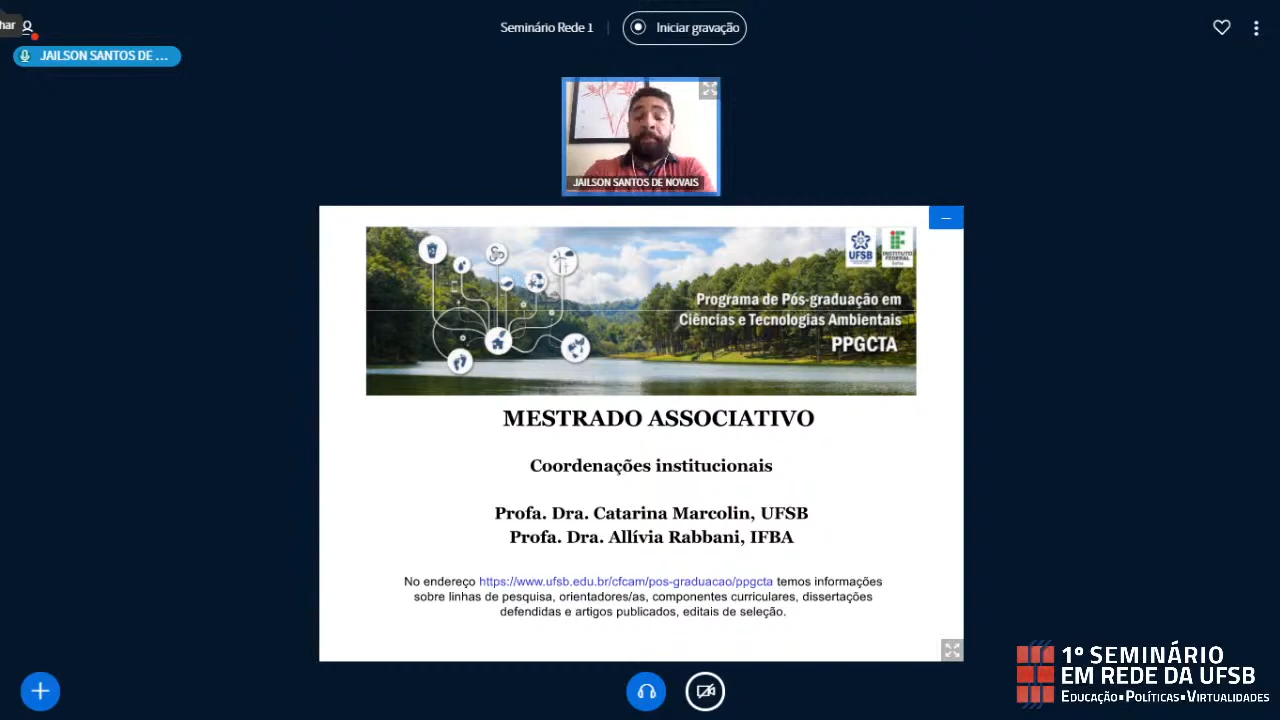 har
Seminário Rede 1
Iniciar gravação
JAILSON SANTOS DE ...
JAILSON SANTOS DE NOVAIS
UFSB
INSTITUTO
FEDERAL
Bahia
Programa de Pós-graduação em
Ciências e Tecnologias Ambientais
PPGCTA
MESTRADO ASSOCIATIVO
Coordenações institucionais
Profa. Dra. Catarina Marcolin, UFSB
Profa. Dra. Allívia Rabbani, IFBA
No endereço https://www.ufsb.edu.br/cfcam/pos-graduacao/ppgcta temos informações
sobre linhas de pesquisa, orientadores/as, componentes curriculares, dissertações
defendidas e artigos publicados, editais de seleção.
1º SEMINÁRIO
EM REDE DA UFSB
EDUCAÇÃO▪POLÍTICAS▪VIRTUALIDADES